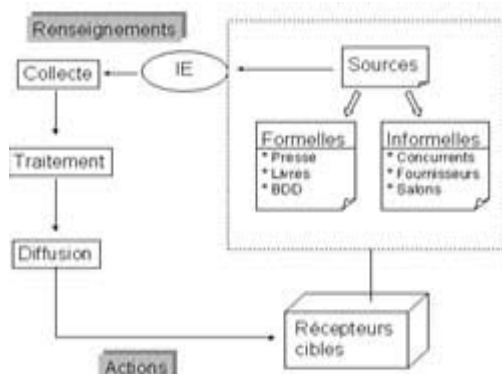 Renseignements
Collecte
IE
Sources
Formelles
* Presse
* Livres
* BDD
Informelles
* Concurrents
* Fournisseurs
* Salons
Traitement
Diffusion
Récepteurs
cibles
Actions